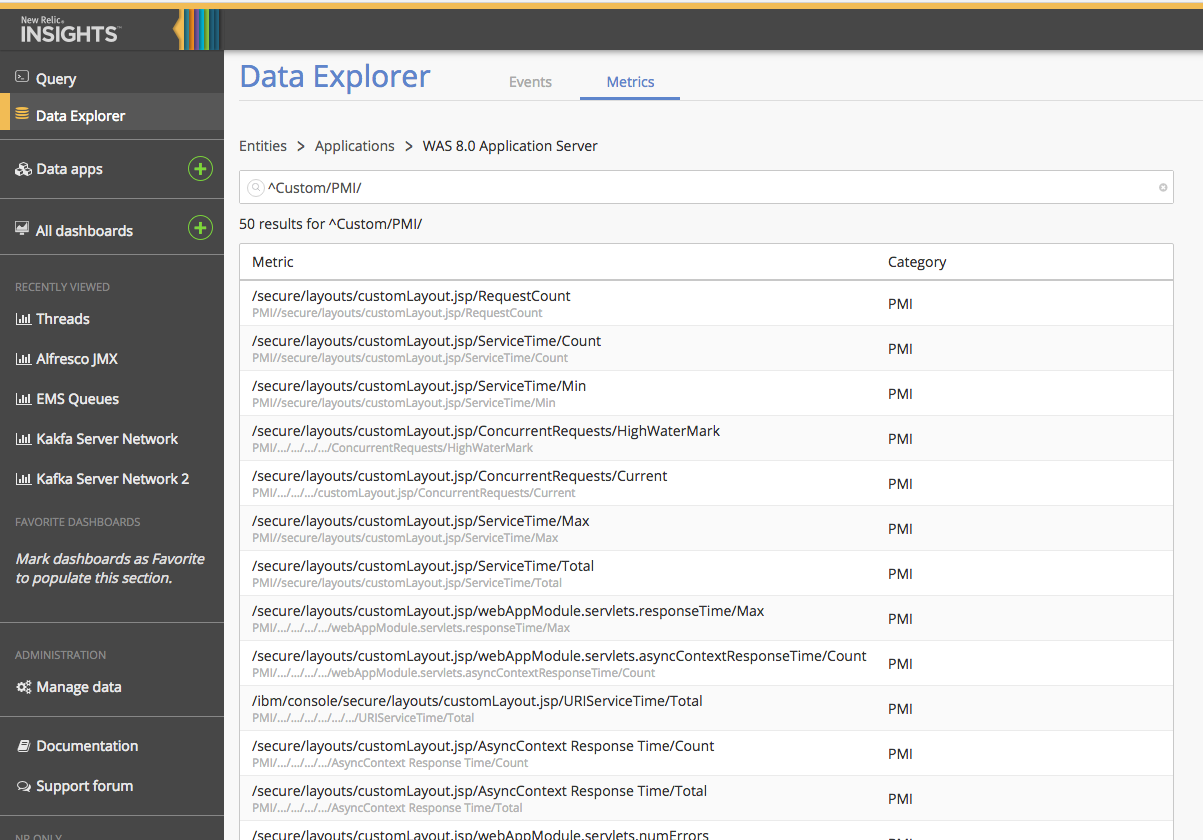 New Relic.
INSIGHTS™
Query
Data Explorer
Data apps
All dashboards
RECENTLY VIEWED
Threads
Alfresco JMX
EMS Queues
Kakfa Server Network
Kafka Server Network 2
FAVORITE DASHBOARDS
Mark dashboards as Favorite
to populate this section.
ADMINISTRATION
Manage data
Documentation
Support forum
NR ONLY
Data Explorer
Events
Metrics
Entities > Applications > WAS 8.0 Application Server
^Custom/PMI/
50 results for ^Custom/PMI/
Metric Category
/secure/layouts/customLayout.jsp/RequestCount PMI
PMI//secure/layouts/customLayout.jsp/RequestCount
/secure/layouts/customLayout.jsp/ServiceTime/Count PMI
PMI//secure/layouts/customLayout.jsp/ServiceTime/Count
/secure/layouts/customLayout.jsp/ServiceTime/Min PMI
PMI//secure/layouts/customLayout.jsp/ServiceTime/Min
/secure/layouts/customLayout.jsp/ConcurrentRequests/HighWaterMark PMI
PMI/.../.../.../.../ConcurrentRequests/HighWaterMark
/secure/layouts/customLayout.jsp/ConcurrentRequests/Current PMI
PMI/.../.../.../customLayout.jsp/ConcurrentRequests/Current
/secure/layouts/customLayout.jsp/ServiceTime/Max PMI
PMI//secure/layouts/customLayout.jsp/ServiceTime/Max
/secure/layouts/customLayout.jsp/ServiceTime/Total PMI
PMI//secure/layouts/customLayout.jsp/ServiceTime/Total
/secure/layouts/customLayout.jsp/webAppModule.servlets.responseTime/Max PMI
PMI/.../.../.../.../webAppModule.servlets.responseTime/Max
/secure/layouts/customLayout.jsp/webAppModule.servlets.asyncContextResponseTime/Count PMI
PMI/.../.../.../.../webAppModule.servlets.asyncContextResponseTime/Count
/ibm/console/secure/layouts/customLayout.jsp/URIServiceTime/Total PMI
PMI/.../.../.../.../.../.../URIServiceTime/Total
/secure/layouts/customLayout.jsp/AsyncContext Response Time/Count PMI
PMI/.../.../.../.../AsyncContext Response Time/Count
/secure/layouts/customLayout.jsp/AsyncContext Response Time/Total PMI
PMI/.../.../.../.../AsyncContext Response Time/Total
/secure/layouts/customLayout.jsp/webAppModule.servlets.numErrors PMI